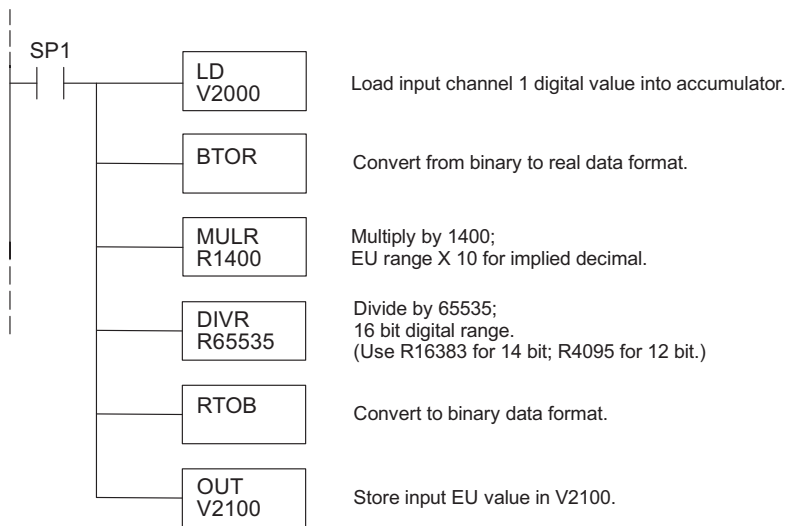 SP1
LD
V2000
Load input channel 1 digital value into accumulator.
BTOR
Convert from binary to real data format.
MULR
R1400
Multiply by 1400;
EU range X 10 for implied decimal.
DIVR
R65535
Divide by 65535;
16 bit digital range.
(Use R16383 for 14 bit; R4095 for 12 bit.)
RTOB
Convert to binary data format.
OUT
V2100
Store input EU value in V2100.